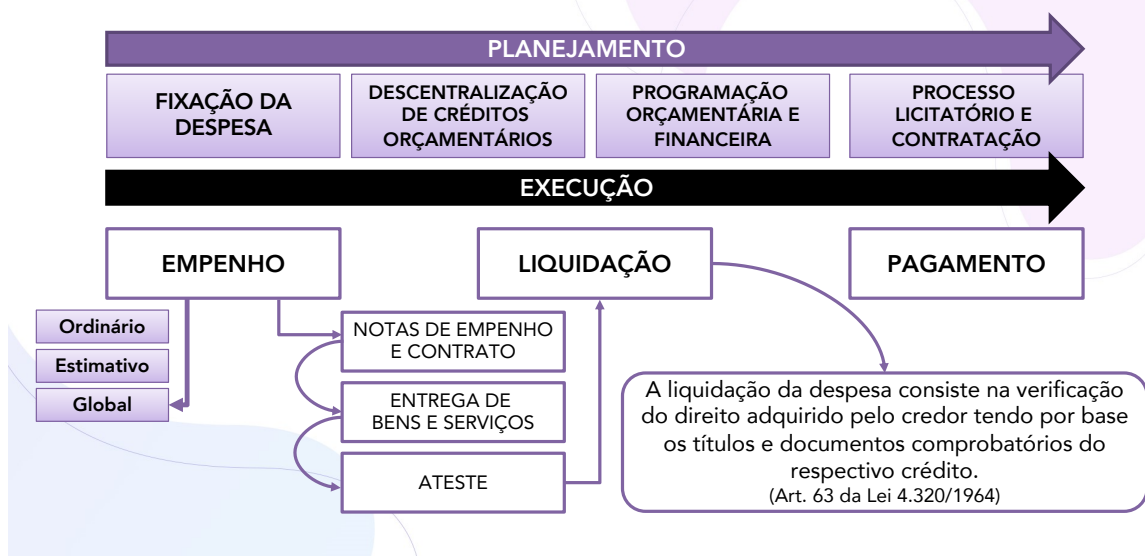 PLANEJAMENTO
FIXAÇÃO DA
DESPESA
DESCENTRALIZAÇÃO
DE CRÉDITOS
ORÇAMENTÁRIOS
PROGRAMAÇÃO
ORÇAMENTÁRIA E
FINANCEIRA
PROCESSO
LICITATÓRIO E
CONTRATAÇÃO
EXECUÇÃO
EMPENHO
LIQUIDAÇÃO
PAGAMENTO
Ordinário
Estimativo
Global
NOTAS DE EMPENHO
E CONTRATO
ENTREGA DE
BENS E SERVIÇOS
ATESTE
A liquidação da despesa consiste na verificação
do direito adquirido pelo credor tendo por base
os títulos e documentos comprobatórios do
respectivo crédito.
(Art. 63 da Lei 4.320/1964)